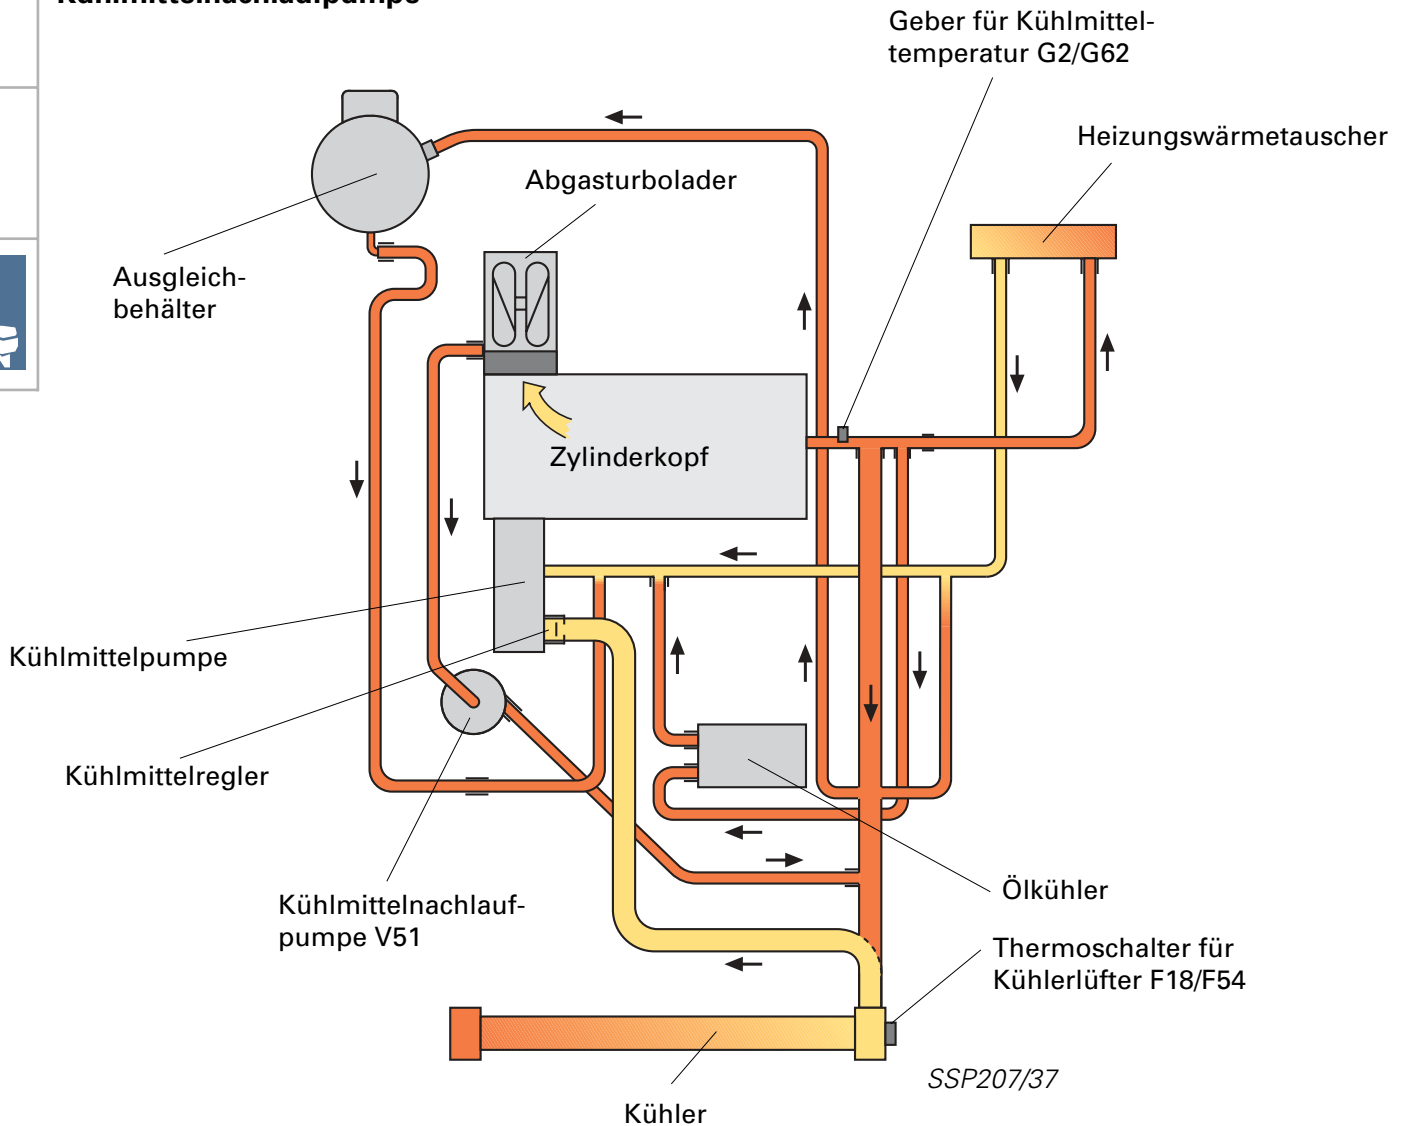 Kühlmittelnachlaufpumpe
Geber für Kühlmittel-
temperatur G2/G62
Heizungswärmetauscher
Abgasturbolader
Ausgleich-
behälter
Zylinderkopf
Kühlmittelpumpe
Kühlmittelregler
Kühlmittelnachlauf-
pumpe V51
Ölkühler
Thermoschalter für
Kühlerlüfter F18/F54
SSP207/37
Kühler